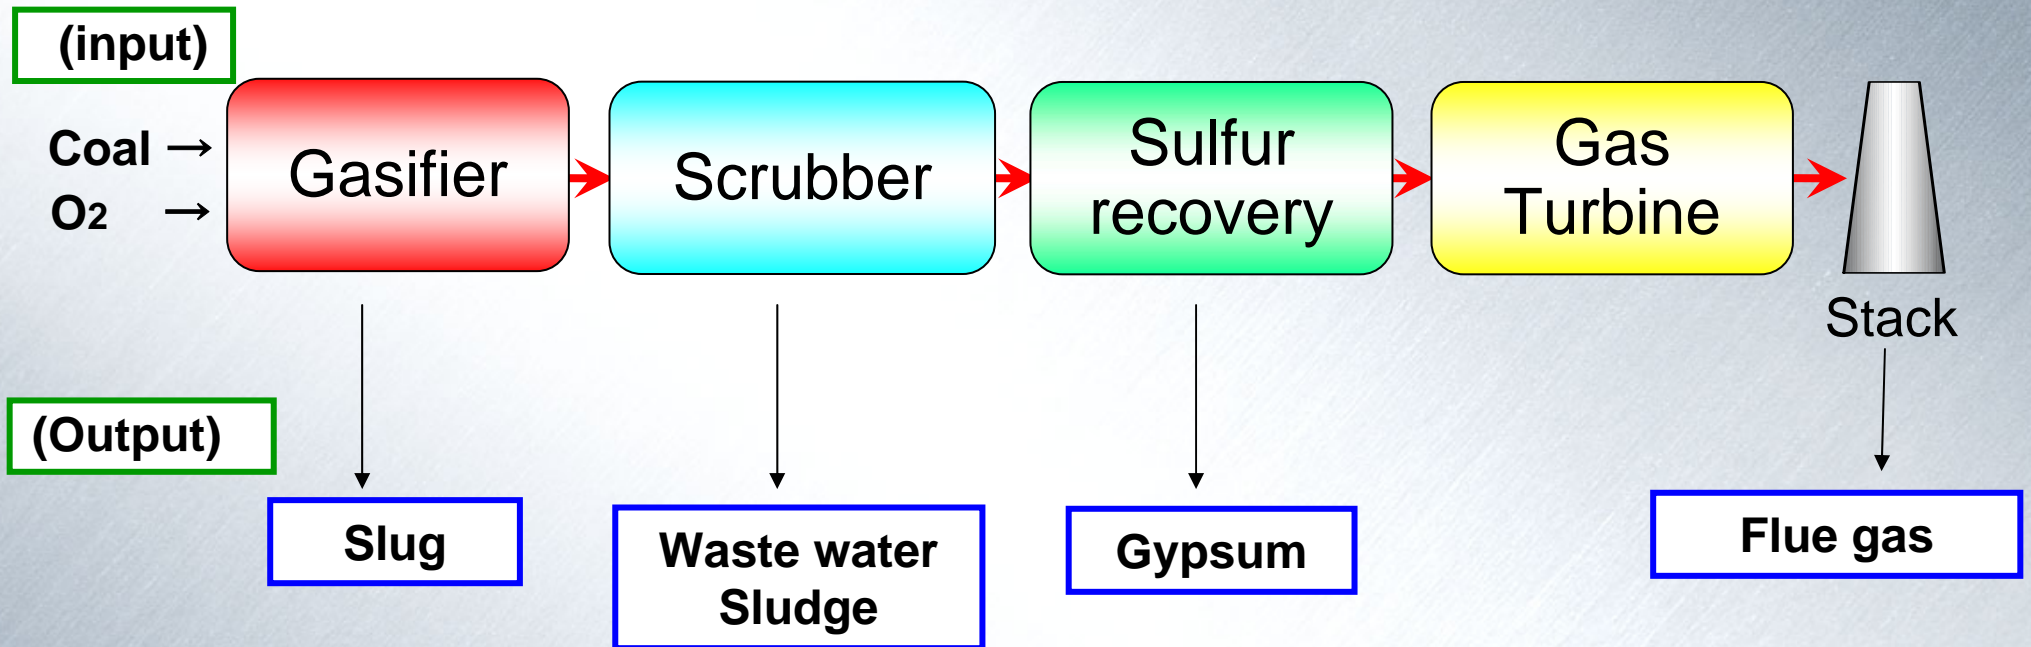 (input)
Coal →
O2 →
Gasifier
Scrubber
Sulfur
recovery
Gas
Turbine
Stack
(Output)
Slug
Waste water
Sludge
Gypsum
Flue gas